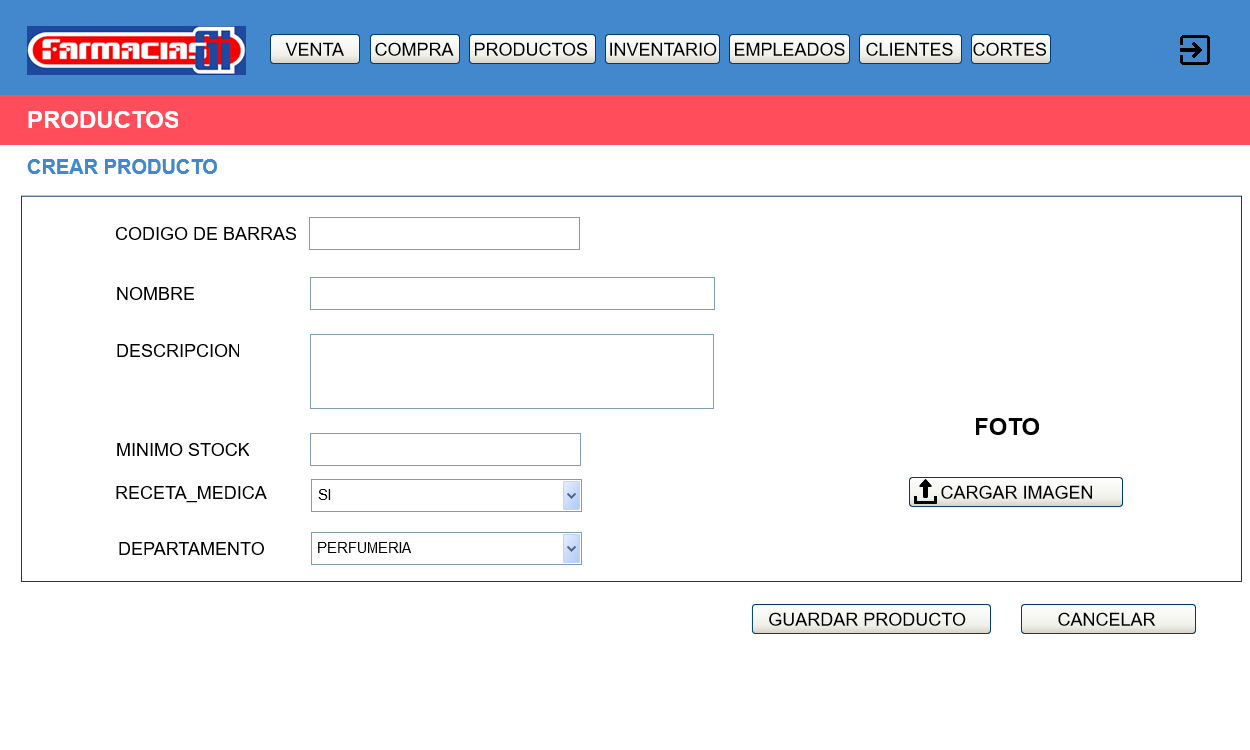 Farmacias GI
VENTA COMPRA PRODUCTOS INVENTARIO EMPLEADOS CLIENTES CORTES
PRODUCTOS
CREAR PRODUCTO
CODIGO DE BARRAS
NOMBRE
DESCRIPCION
FOTO
MINIMO STOCK
RECETA_MEDICA SI
CARGAR IMAGEN
DEPARTAMENTO PERFUMERIA
GUARDAR PRODUCTO CANCELAR